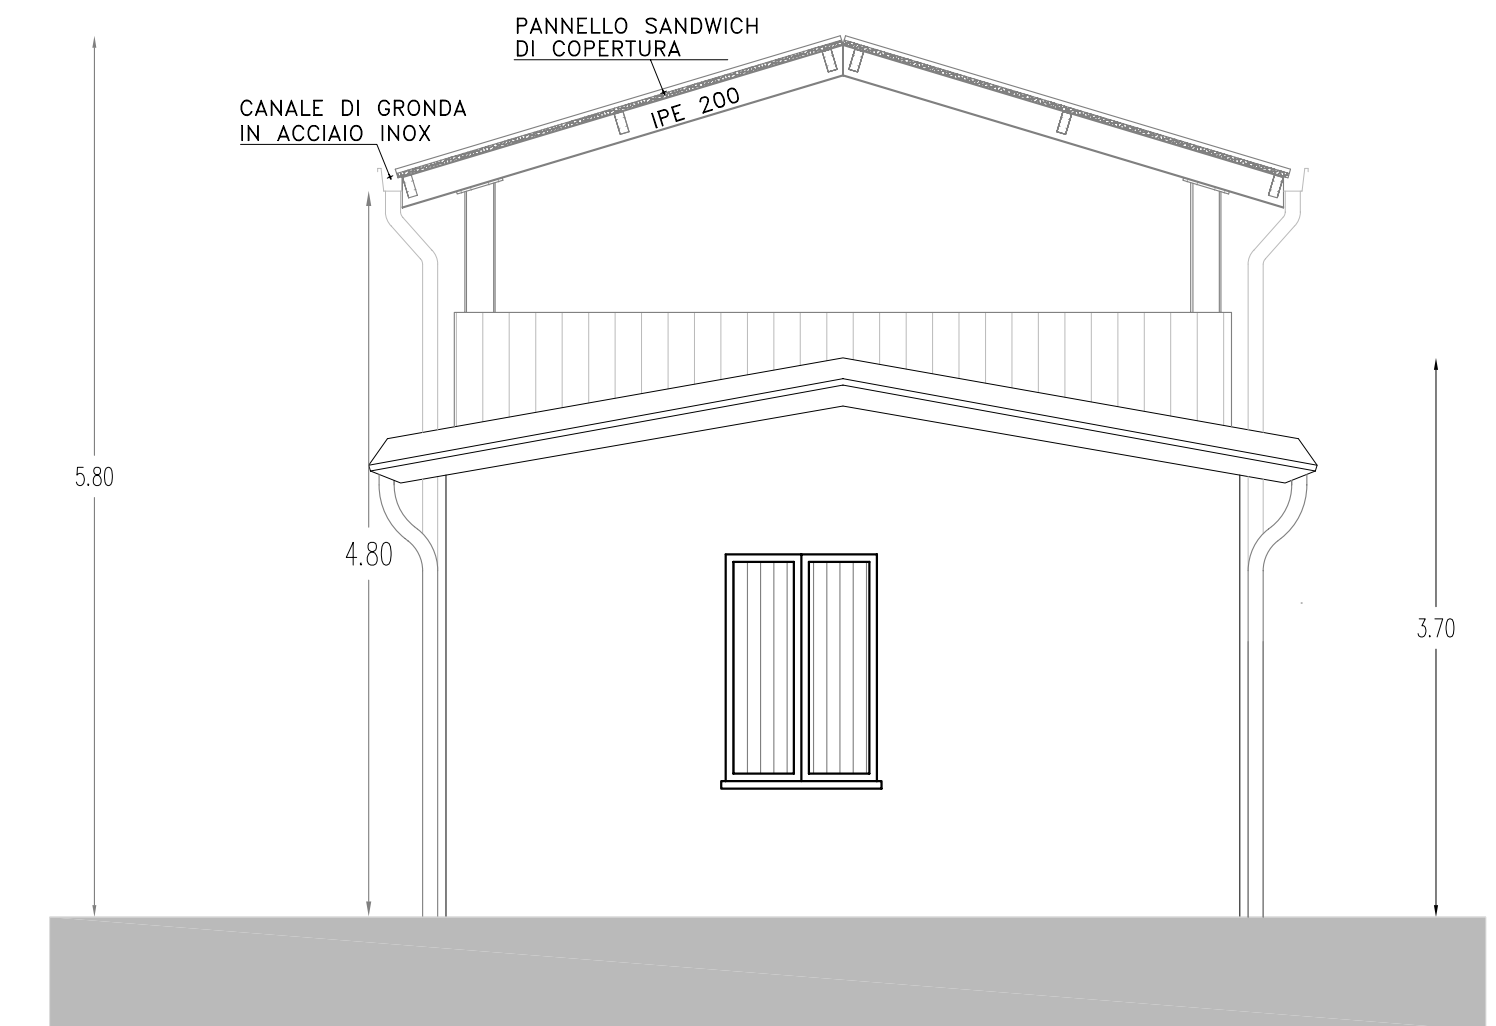 PANNELLO SANDWICH
DI COPERTURA
CANALE DI GRONDA
IN ACCIAIO INOX
IPE 200
5.80
4.80
3.70